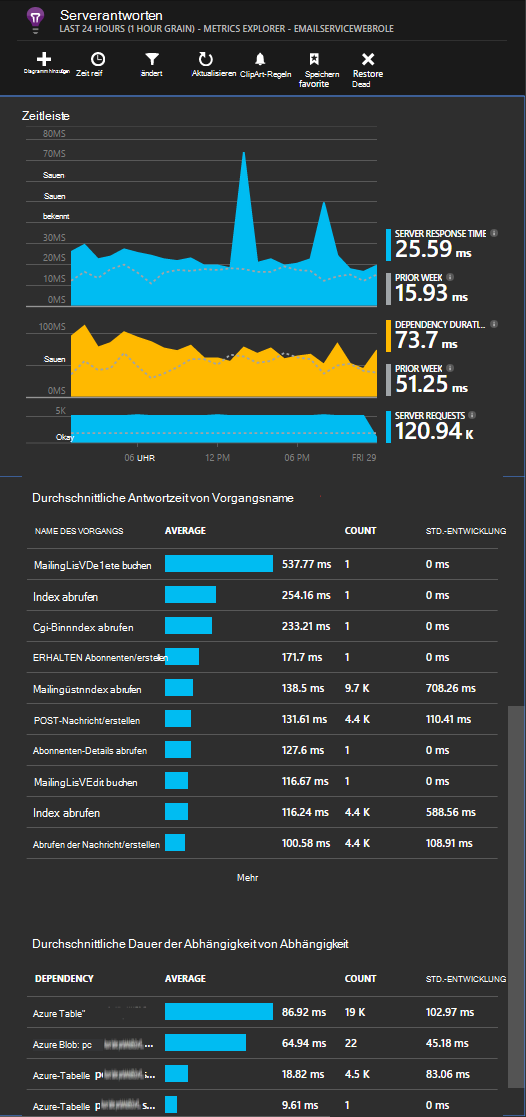 Serverantworten
LAST 24 HOURS (1 HOUR GRAIN) - METRICS EXPLORER - EMAILSERVICEWEBROLE
Diagramm hinzufügen
Zeit reif
ändert
Aktualisieren
ClipArt-Regeln
Speichern
favorite
Restore
Dead
Zeitleiste
80MS
70MS
Sauen
Sauen
bekennt
30MS
20MS
10MS
0MS
SERVER RESPONSE TIME
25.59 ms
PRIOR WEEK
15.93 ms
100MS
Sauen
0MS
DEPENDENCY DURATI...
73.7 ms
PRIOR WEEK
51.25 ms
5K
Okay
SERVER REQUESTS
120.94 K
06 UHR 12 PM 06 PM FRI 29
Durchschnittliche Antwortzeit von Vorgangsname
NAME DES VORGANGS AVERAGE COUNT STD.-ENTWICKLUNG
MailingLisVDe1ete buchen 537.77 ms 1 0 ms
Index abrufen 254.16 ms 1 0 ms
Cgi-Binnndex abrufen 233.21 ms 1 0 ms
ERHALTEN Abonnenten/erstellen 171.7 ms 1 0 ms
Mailingüstnndex abrufen 138.5 ms 9.7 K 708.26 ms
POST-Nachricht/erstellen 131.61 ms 4.4 K 110.41 ms
Abonnenten-Details abrufen 127.6 ms 1 0 ms
MailingLisVEdit buchen 116.67 ms 1 0 ms
Index abrufen 116.24 ms 4.4 K 588.56 ms
Abrufen der Nachricht/erstellen 100.58 ms 4.4 K 108.91 ms
Mehr
Durchschnittliche Dauer der Abhängigkeit von Abhängigkeit
DEPENDENCY AVERAGE COUNT STD.-ENTWICKLUNG
Azure Table" 86.92 ms 19 K 102.97 ms
Azure Blob: pc ... 64.94 ms 22 45.18 ms
Azure-Tabelle p i... 18.82 ms 4.5 K 83.06 ms
Azure-Tabelle p s... 9.61 ms 1 0 ms